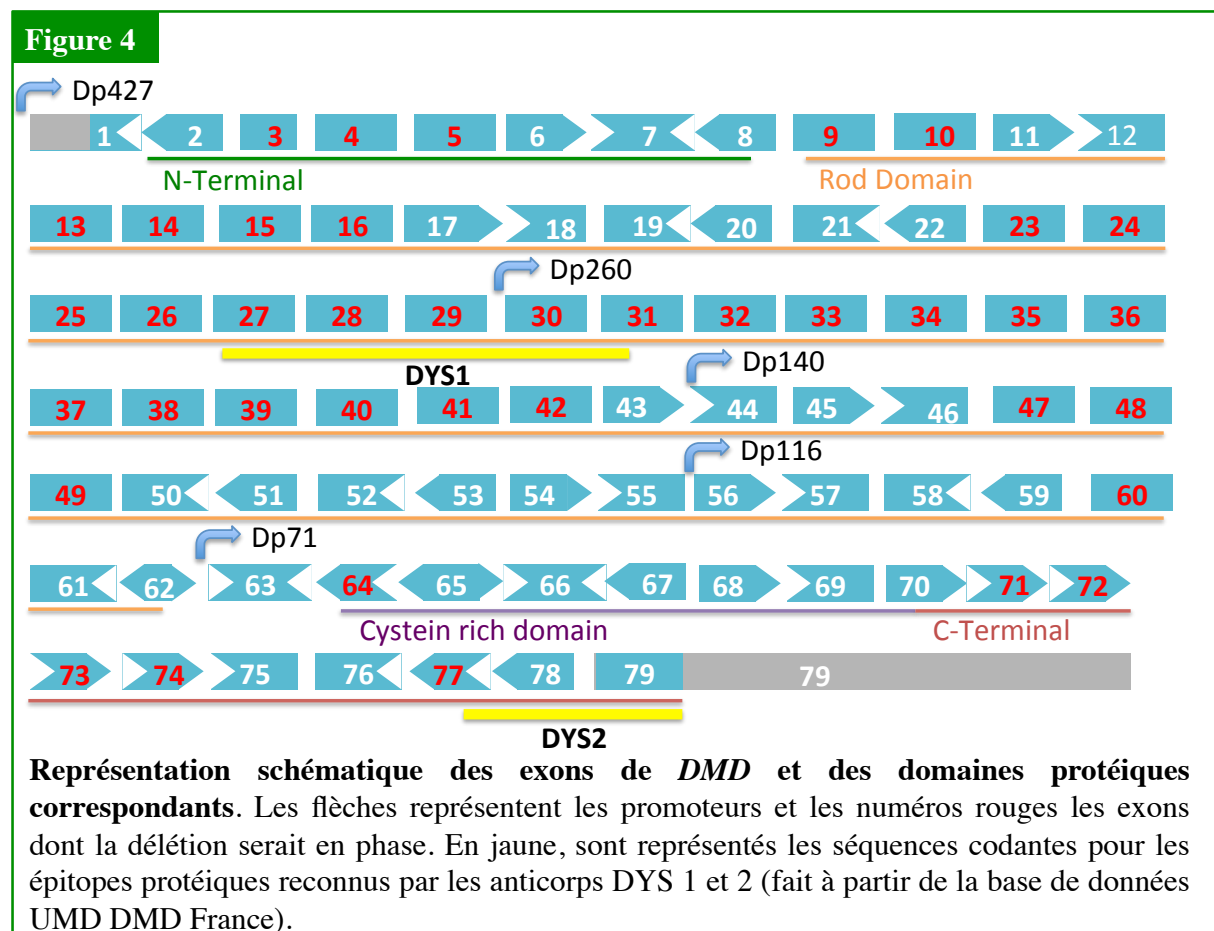 Figure 4
Dp427
1 2 3 4 5 6 7 8 9 10 11 12
N-Terminal Rod Domain
13 14 15 16 17 18 19 20 21 22 23 24
Dp260
25 26 27 28 29 30 31 32 33 34 35 36
DYS1 Dp140
37 38 39 40 41 42 43 44 45 46 47 48
Dp116
49 50 51 52 53 54 55 56 57 58 59 60
Dp71
61 62 63 64 65 66 67 68 69 70 71 72
Cystein rich domain C-Terminal
73 74 75 76 77 78 79 79
DYS2
Représentation schématique des exons de DMD et des domaines protéiques
correspondants. Les flèches représentent les promoteurs et les numéros rouges les exons
dont la délétion serait en phase. En jaune, sont représentés les séquences codantes pour les
épitopes protéiques reconnus par les anticorps DYS 1 et 2 (fait à partir de la base de données
UMD DMD France).